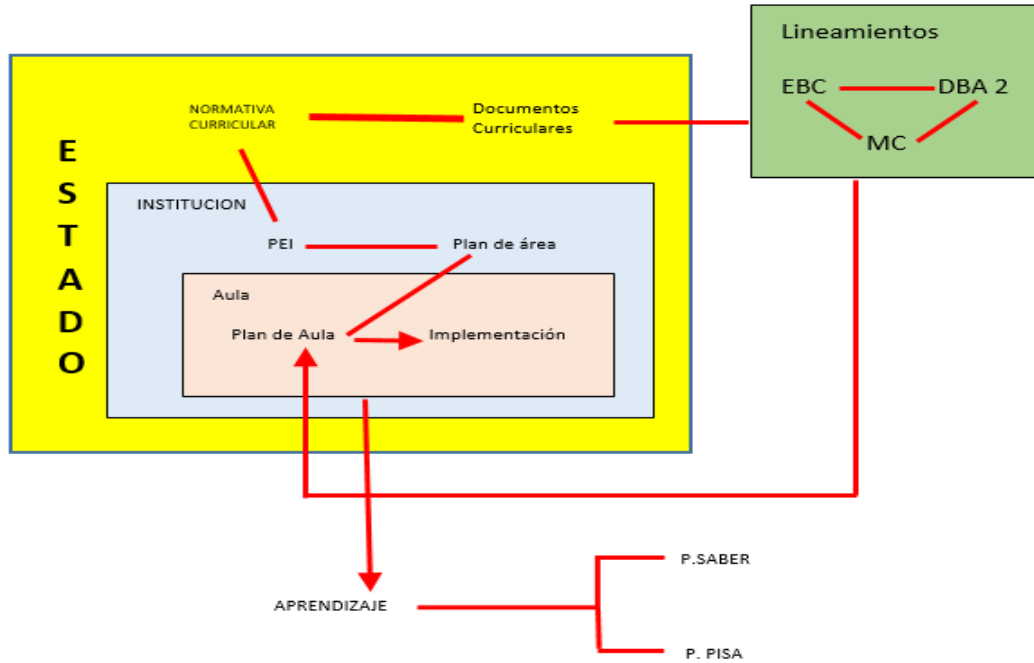 Lineamientos
EBC
DBA 2
MC
NORMATIVA
CURRICULAR
Documentos
Curriculares
ESTADO
INSTITUCION
PEI
Plan de área
Aula
Plan de Aula
Implementación
APRENDIZAJE
P.SABER
P. PISA